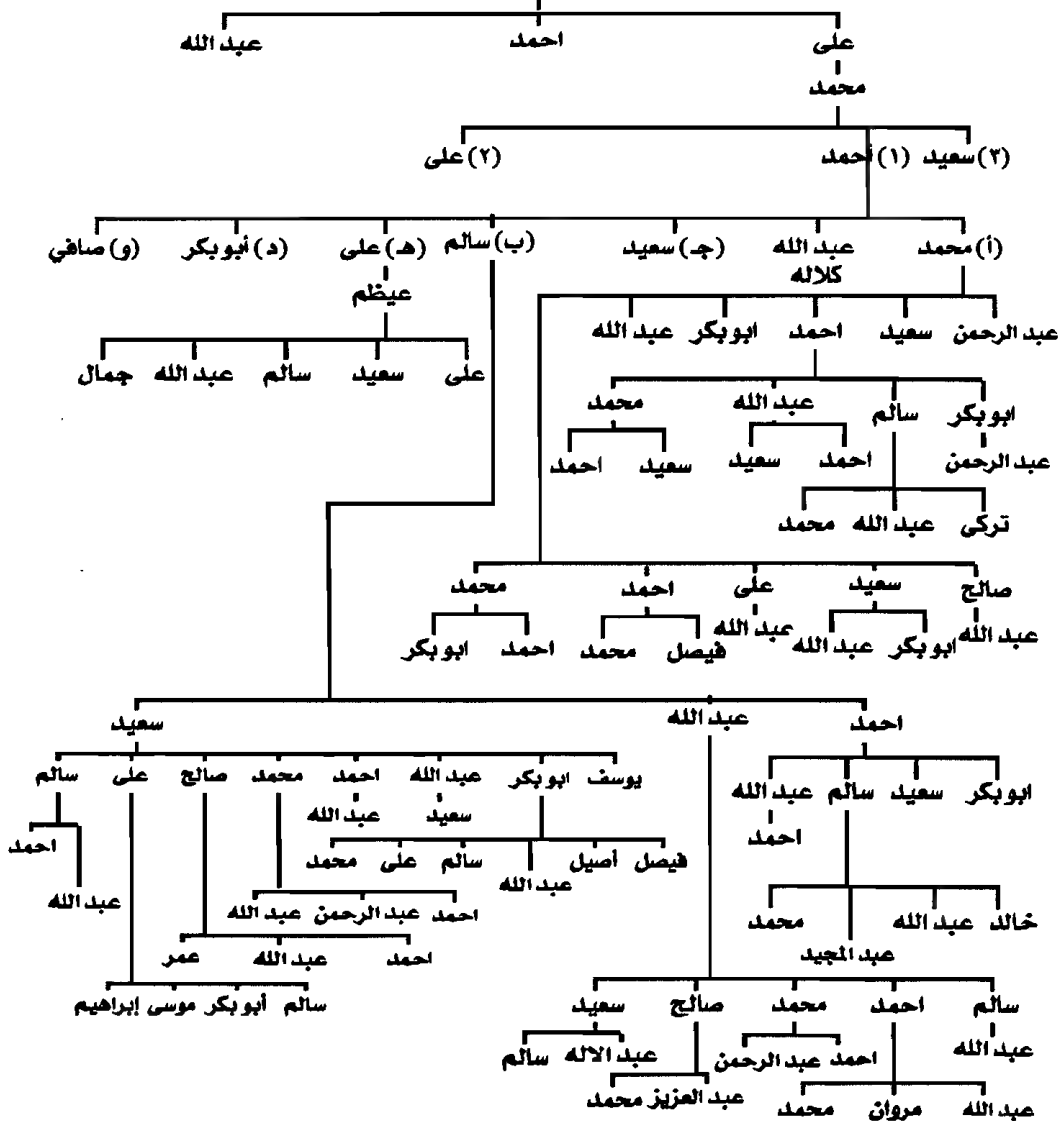 على احمد عبد الله
محمد
(٣) سعيد (١) أحمد (٢) على
(أ) محمد عبد الله (جـ) سعيد (ب) سالم (هـ) على (د) أبو بكر (و) صافي
كلاله
عيظم
عبد الرحمن سعيد احمد ابو بكر عبد الله
على سعيد سالم عبد الله جمال
ابو بكر سالم عبد الله محمد
عبد الرحمن احمد سعيد سعيد احمد
تركى عبد الله محمد
صالح سعيد على احمد محمد
عبد الله ابو بكر عبد الله عبد الله فيصل محمد احمد ابو بكر
احمد عبد الله سعيد
ابو بكر سعيد سالم عبد الله يوسف ابو بكر عبد الله احمد محمد صالح على سالم
احمد سعيد عبد الله احمد
فيصل أصيل عبد الله سالم على محمد عبد الله
خالد عبد الله محمد احمد عبد الرحمن عبد الله
عبد المجيد احمد عبد الله عمر
سالم احمد محمد صالح سعيد سالم أبو بكر موسى إبراهيم
عبد الله احمد عبد الرحمن عبد الاله سالم
عبد الله مروان محمد عبد العزيز محمد